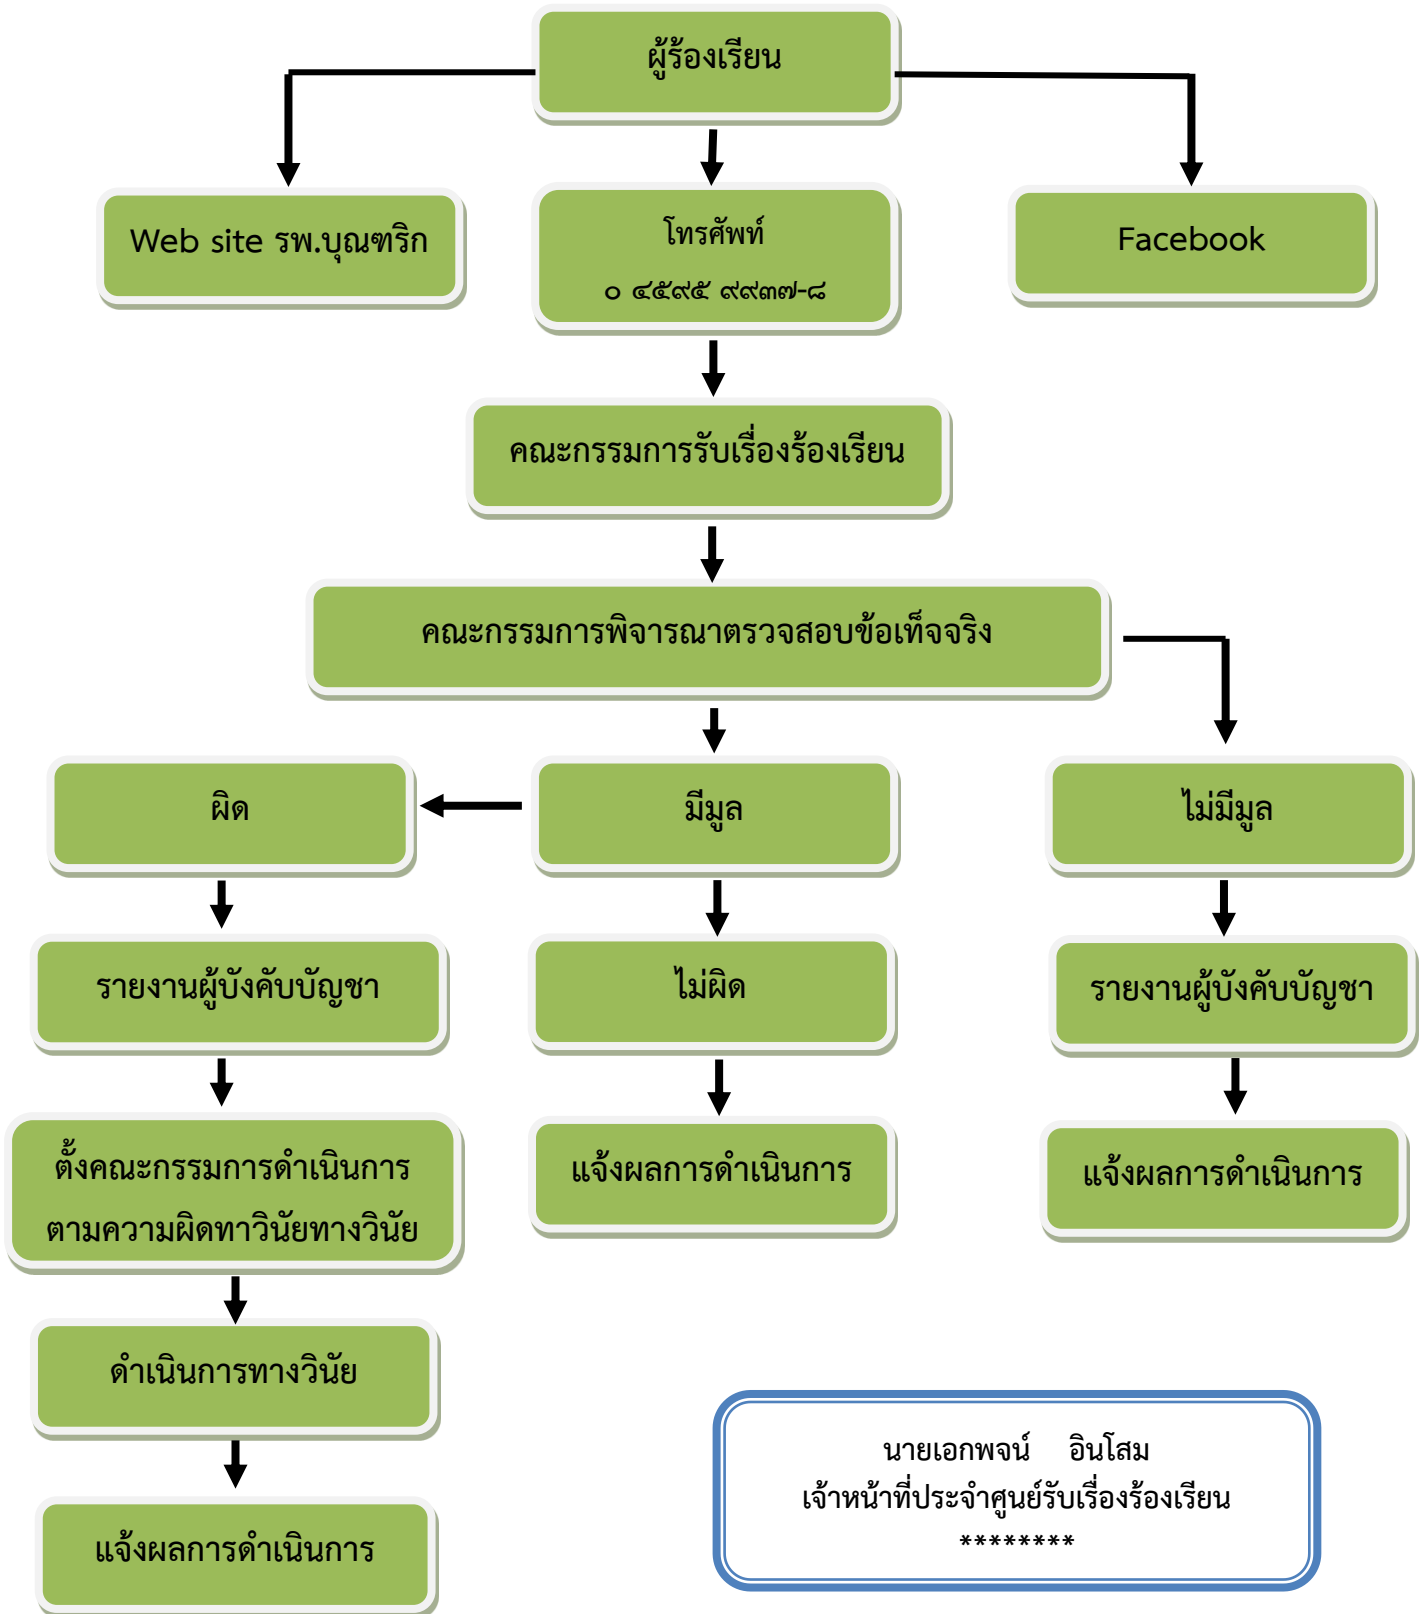 ผู้ร้องเรียน
Web site รพ.บุณฑริก
โทรศัพท์
๐ ๔๕๙๕ ๙๙๓๗-๘
Facebook
คณะกรรมการรับเรื่องร้องเรียน
คณะกรรมการพิจารณาตรวจสอบข้อเท็จจริง
ผิด
มีมูล
ไม่มีมูล
รายงานผู้บังคับบัญชา
ไม่ผิด
รายงานผู้บังคับบัญชา
ตั้งคณะกรรมการดำเนินการ
ตามความผิดทาวินัยทางวินัย
แจ้งผลการดำเนินการ
แจ้งผลการดำเนินการ
ดำเนินการทางวินัย
แจ้งผลการดำเนินการ
นายเอกพจน์ อินโสม
เจ้าหน้าที่ประจำศูนย์รับเรื่องร้องเรียน
********